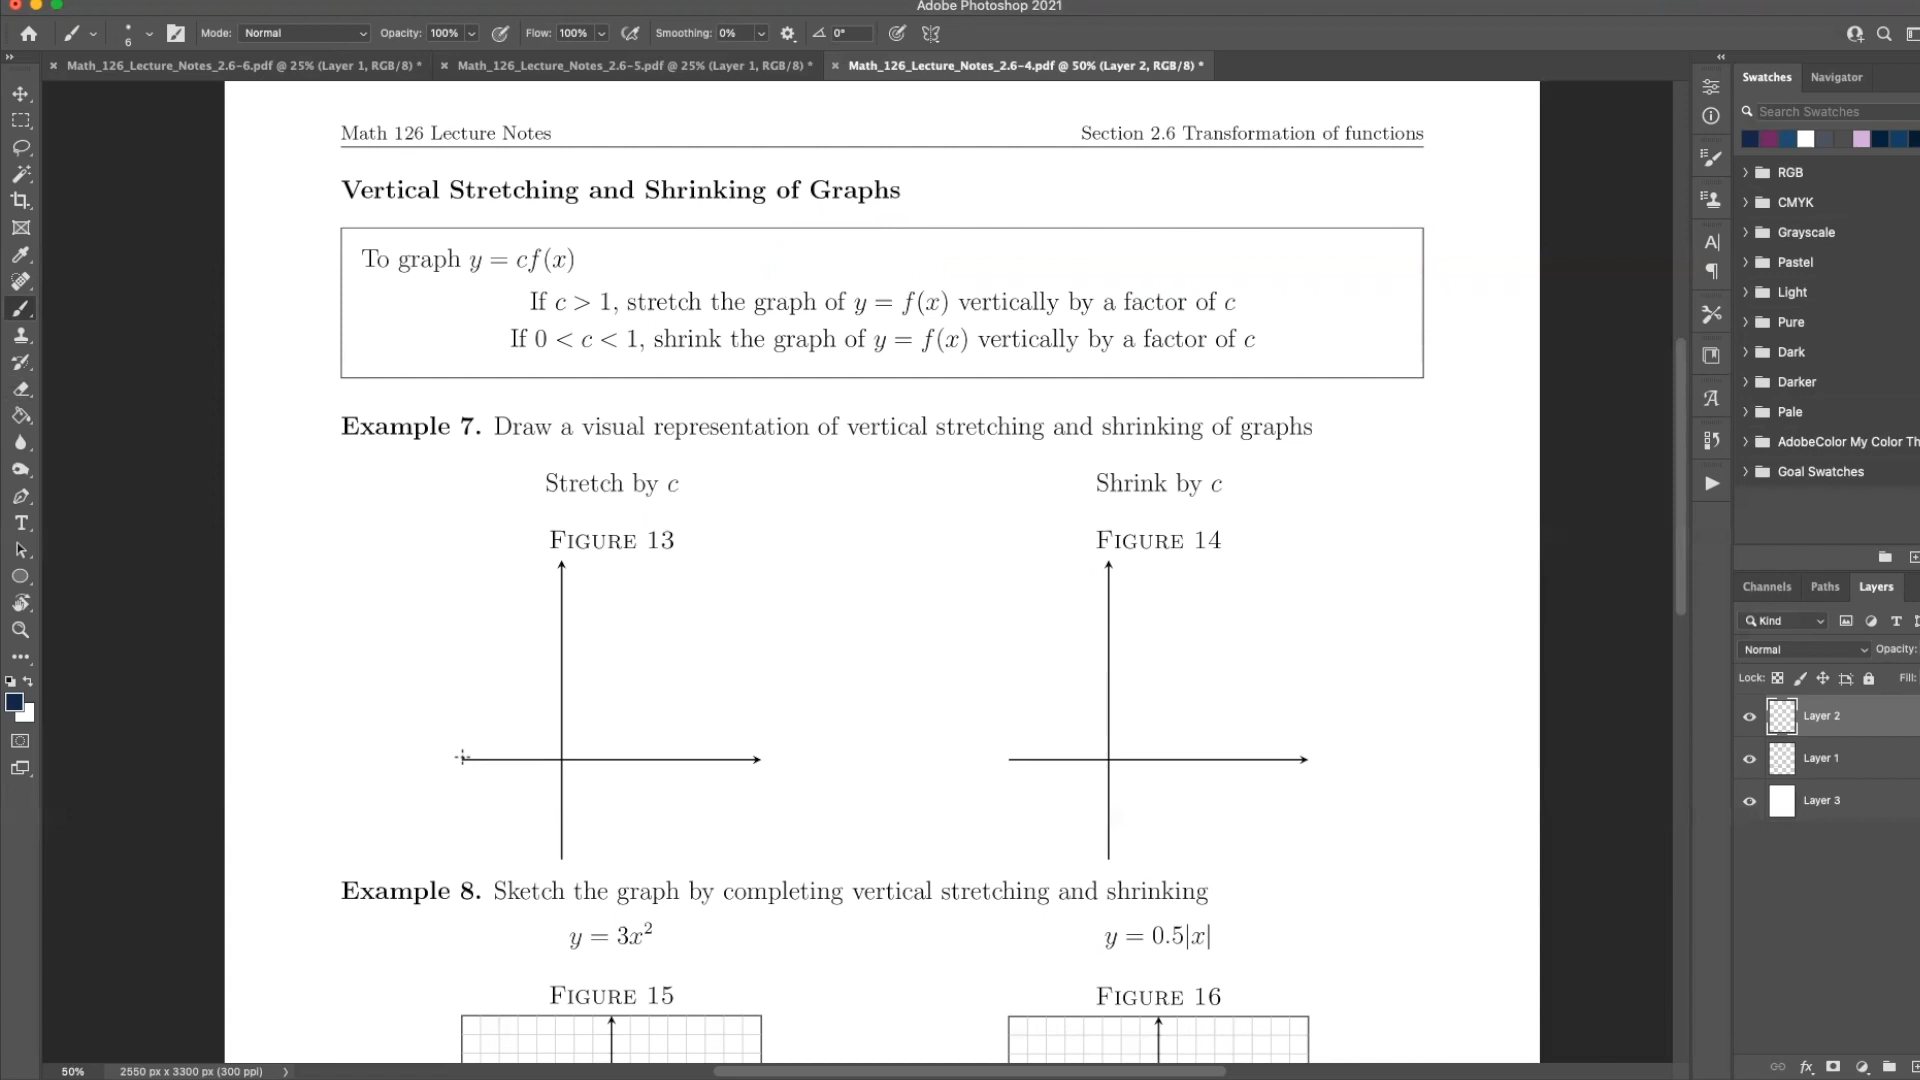 Adobe Photoshop 2021
6
Mode: Normal
Opacity: 100%
Flow: 100%
Smoothing: 0%
0°
Math_126_Lecture_Notes_2.6-6.pdf @ 25% (Layer 1, RGB/8) *
Math_126_Lecture_Notes_2.6-5.pdf @ 25% (Layer 1, RGB/8) *
Math_126_Lecture_Notes_2.6-4.pdf @ 50% (Layer 2, RGB/8) *
Math 126 Lecture Notes
Section 2.6 Transformation of functions
Vertical Stretching and Shrinking of Graphs
To graph y = cf(x)
If c > 1, stretch the graph of y = f(x) vertically by a factor of c
If 0 < c < 1, shrink the graph of y = f(x) vertically by a factor of c
Example 7. Draw a visual representation of vertical stretching and shrinking of graphs
Stretch by c
Shrink by c
FIGURE 13
FIGURE 14
Example 8. Sketch the graph by completing vertical stretching and shrinking
y = 3x²
y = 0.5|x|
FIGURE 15
FIGURE 16
50%
2550 px x 3300 px (300 ppi)
Swatches
Navigator
Search Swatches
RGB
CMYK
Grayscale
Pastel
Light
Pure
Dark
Darker
Pale
AdobeColor My Color Th
Goal Swatches
Channels
Paths
Layers
Kind
Normal
Opacity:
Lock:
Fill:
Layer 2
Layer 1
Layer 3